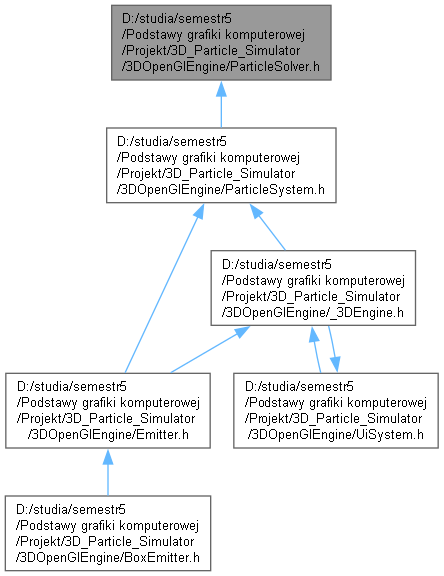 D:/studia/semestr5
/Podstawy grafiki komputerowej
/Projekt/3D_Particle_Simulator
/3DOpenGlEngine/ParticleSolver.h
D:/studia/semestr5
/Podstawy grafiki komputerowej
/Projekt/3D_Particle_Simulator
/3DOpenGlEngine/ParticleSystem.h
D:/studia/semestr5
/Podstawy grafiki komputerowej
/Projekt/3D_Particle_Simulator
/3DOpenGlEngine/_3DEngine.h
D:/studia/semestr5
/Podstawy grafiki komputerowej
/Projekt/3D_Particle_Simulator
/3DOpenGlEngine/Emitter.h
D:/studia/semestr5
/Podstawy grafiki komputerowej
/Projekt/3D_Particle_Simulator
/3DOpenGlEngine/UiSystem.h
D:/studia/semestr5
/Podstawy grafiki komputerowej
/Projekt/3D_Particle_Simulator
/3DOpenGlEngine/BoxEmitter.h